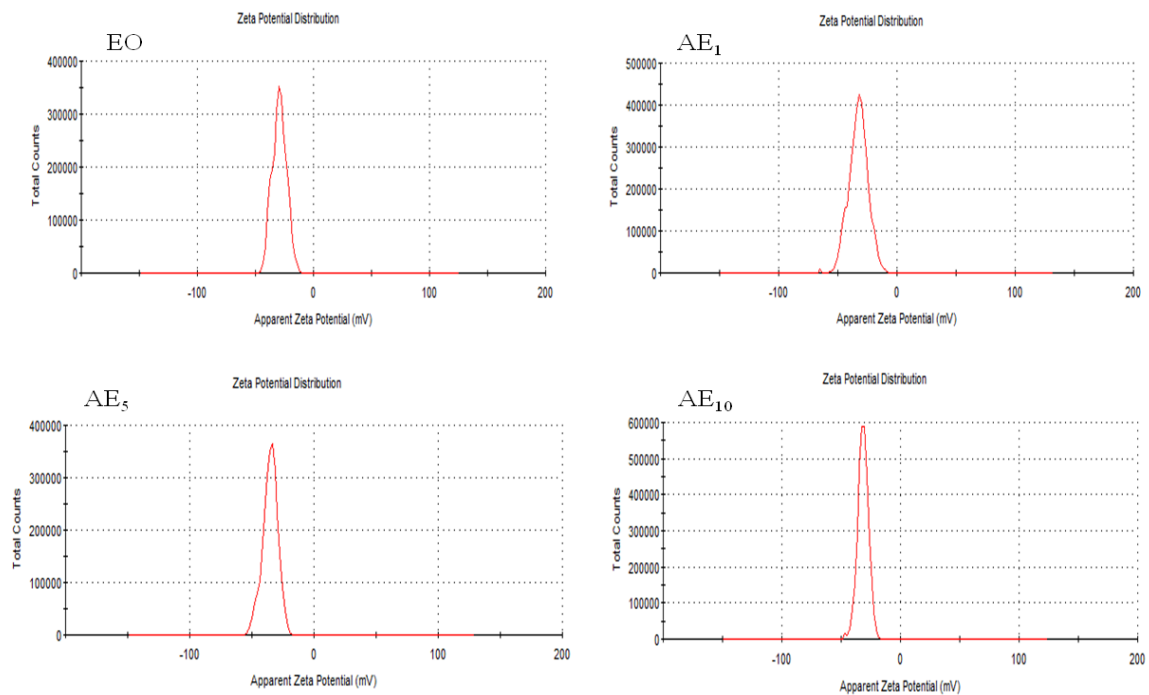 Zeta Potential Distribution
EO
400000
300000
200000
100000
0
Total Counts
-100 0 100 200
Apparent Zeta Potential (mV)
Zeta Potential Distribution
AE₁
500000
400000
300000
200000
100000
0
Total Counts
-100 0 100 200
Apparent Zeta Potential (mV)
Zeta Potential Distribution
AE₅
400000
300000
200000
100000
0
Total Counts
-100 0 100 200
Apparent Zeta Potential (mV)
Zeta Potential Distribution
AE₁₀
600000
500000
400000
300000
200000
100000
0
Total Counts
-100 0 100 200
Apparent Zeta Potential (mV)